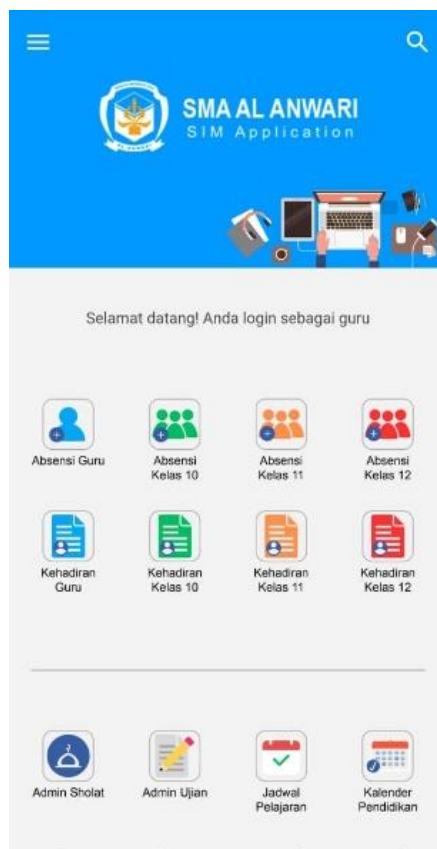 SMA AL ANWARI
SIM Application
Selamat datang! Anda login sebagai guru
Absensi Guru
Absensi
Kelas 10
Absensi
Kelas 11
Absensi
Kelas 12
Kehadiran
Guru
Kehadiran
Kelas 10
Kehadiran
Kelas 11
Kehadiran
Kelas 12
Admin Sholat
Admin Ujian
Jadwal
Pelajaran
Kalender
Pendidikan